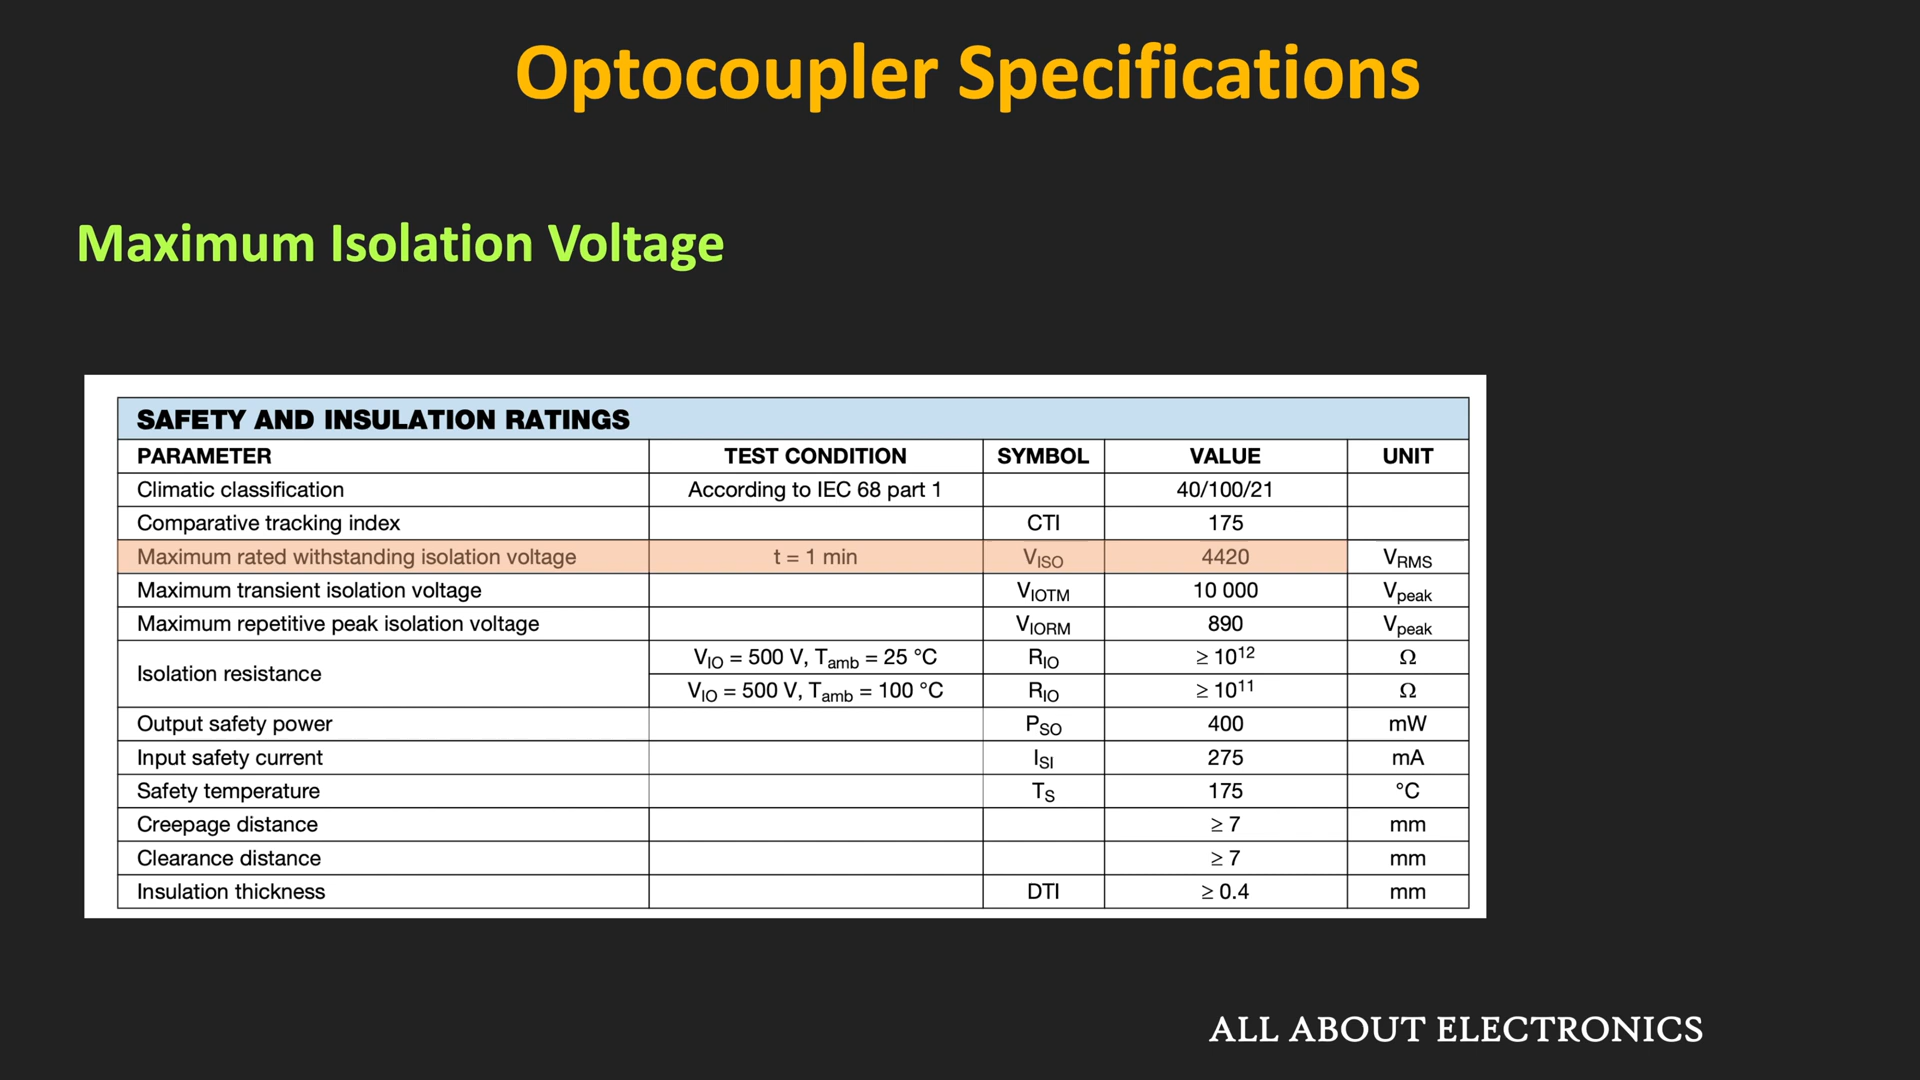 Optocoupler Specifications
Maximum Isolation Voltage
SAFETY AND INSULATION RATINGS
PARAMETER TEST CONDITION SYMBOL VALUE UNIT
Climatic classification According to IEC 68 part 1 40/100/21
Comparative tracking index CTI 175
Maximum rated withstanding isolation voltage t = 1 min VISO 4420 VRMS
Maximum transient isolation voltage VIOTM 10 000 Vpeak
Maximum repetitive peak isolation voltage VIORM 890 Vpeak
Isolation resistance VIO = 500 V, Tamb = 25 °C RIO ≥ 10¹² Ω
VIO = 500 V, Tamb = 100 °C RIO ≥ 10¹¹ Ω
Output safety power PSO 400 mW
Input safety current ISI 275 mA
Safety temperature TS 175 °C
Creepage distance ≥ 7 mm
Clearance distance ≥ 7 mm
Insulation thickness DTI ≥ 0.4 mm
ALL ABOUT ELECTRONICS